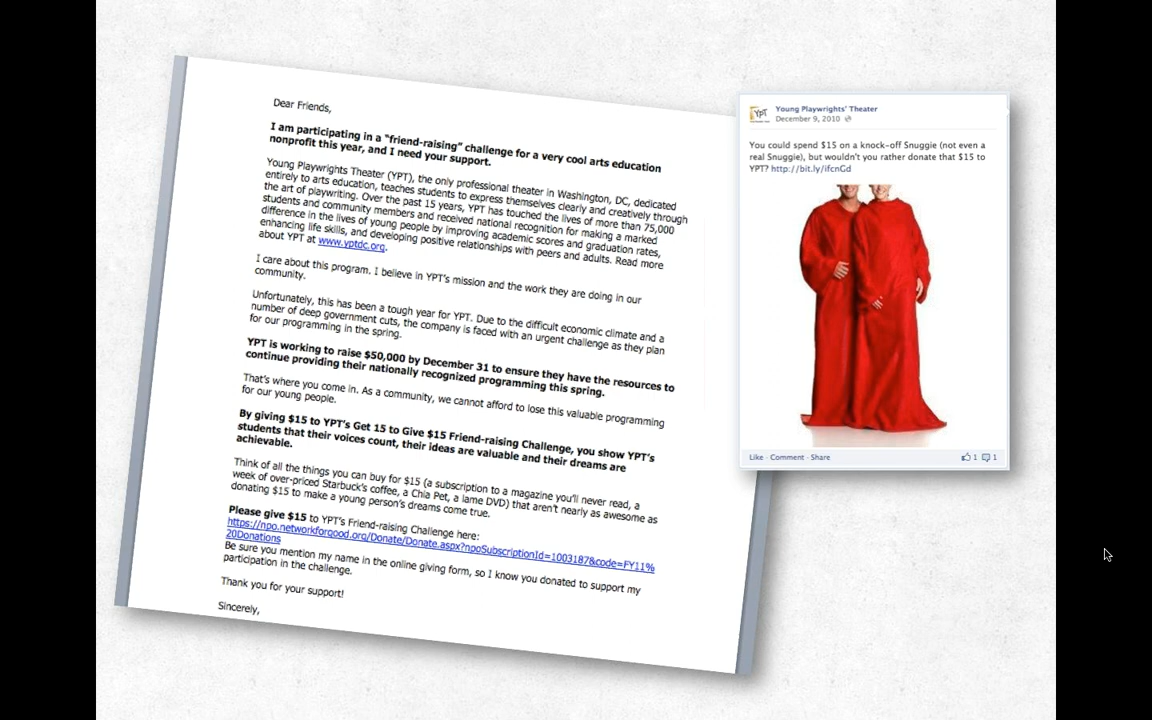 Dear Friends,
I am participating in a "friend-raising" challenge for a very cool arts education
nonprofit this year, and I need your support.
Young Playwrights' Theater (YPT), the only professional theater in Washington, DC, dedicated
entirely to arts education, teaches students to express themselves clearly and creatively through
the art of playwriting. Over the past 15 years, YPT has touched the lives of more than 75,000
students and community members and received national recognition for making a marked
difference in the lives of young people by improving academic scores and graduation rates,
enhancing life skills, and developing positive relationships with peers and adults. Read more
about YPT at www.yptdc.org.
I care about this program. I believe in YPT's mission and the work they are doing in our
community.
Unfortunately, this has been a tough year for YPT. Due to the difficult economic climate and a
number of deep government cuts, the company is faced with an urgent challenge as they plan
for our programming in the spring.
YPT is working to raise $50,000 by December 31 to ensure they have the resources to
continue providing their nationally recognized programming this spring.
That's where you come in. As a community, we cannot afford to lose this valuable programming
for our young people.
By giving $15 to YPT's Get 15 to Give $15 Friend-raising Challenge, you show YPT's
students that their voices count, their ideas are valuable and their dreams are
achievable.
Think of all the things you can buy for $15 (a subscription to a magazine you'll never read, a
week of over-priced Starbuck's coffee, a Chia Pet, a lame DVD) that aren't nearly as awesome as
donating $15 to make a young person's dreams come true.
Please give $15 to YPT's Friend-raising Challenge here:
https://npo.networkforgood.org/Donate/Donate.aspx?npoSubscriptionId=1003187&code=FY11%
20Donations
Be sure you mention my name in the online giving form, so I know you donated to support my
participation in the challenge.
Thank you for your support!
Sincerely,
YPT
Young Playwrights' Theater
December 9, 2010
You could spend $15 on a knock-off Snuggie (not even a
real Snuggie), but wouldn't you rather donate that $15 to
YPT? http://bit.ly/ifcnGd
Like · Comment · Share
1 1